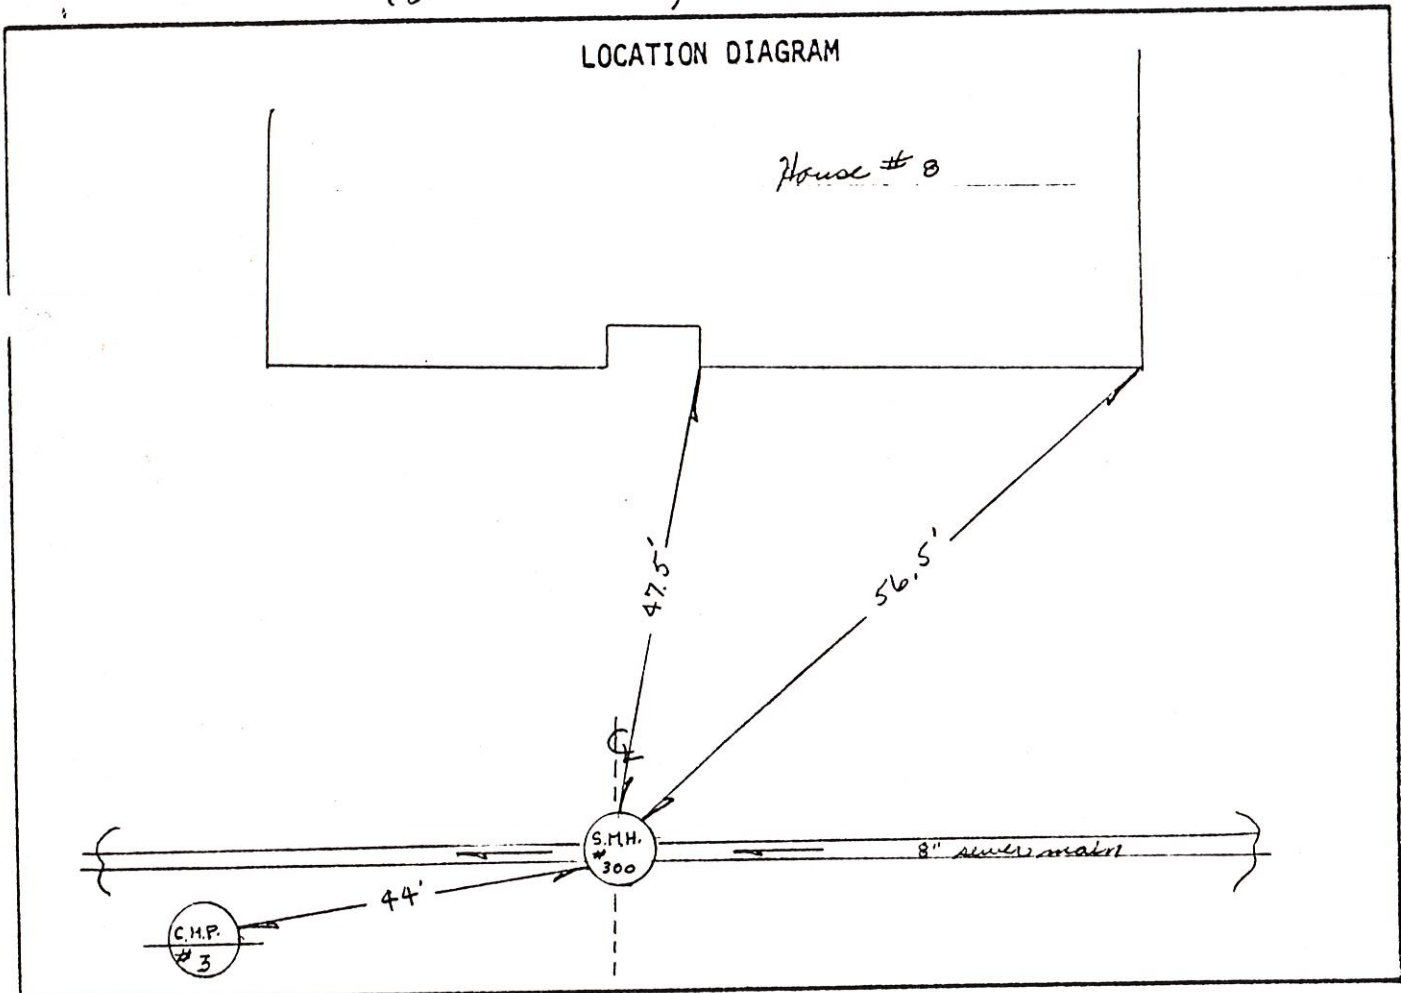 LOCATION DIAGRAM
House # 8
47.5'
56.5'
℄
S.M.H.
#
300
8" sewer main
44'
C.H.P.
# 3